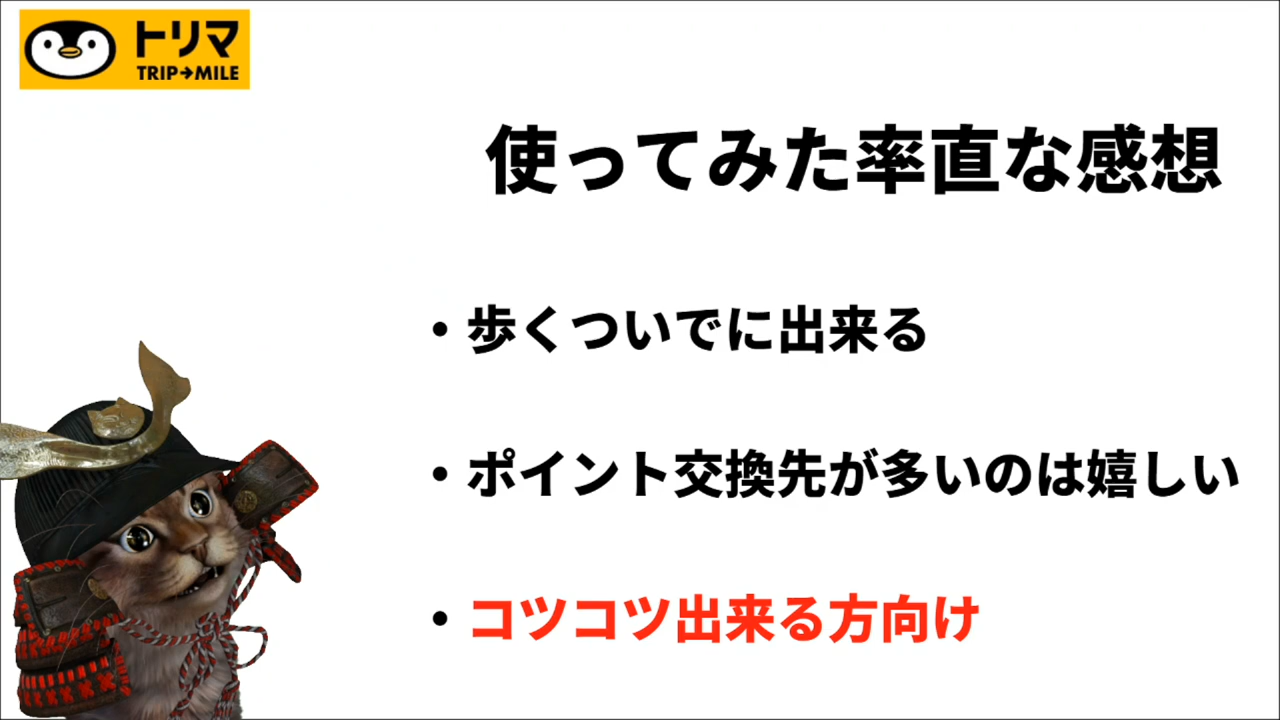 トリマ
TRIP→MILE
使ってみた率直な感想
・歩くついでに出来る
・ポイント交換先が多いのは嬉しい
・コツコツ出来る方向け